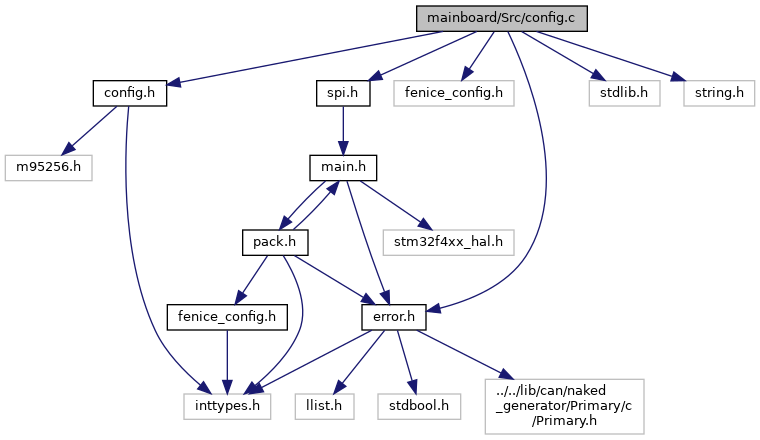 mainboard/Src/config.c
config.h
spi.h
fenice_config.h
stdlib.h
string.h
m95256.h
main.h
pack.h
stm32f4xx_hal.h
fenice_config.h
error.h
inttypes.h
llist.h
stdbool.h
../../lib/can/naked
_generator/Primary/c
/Primary.h